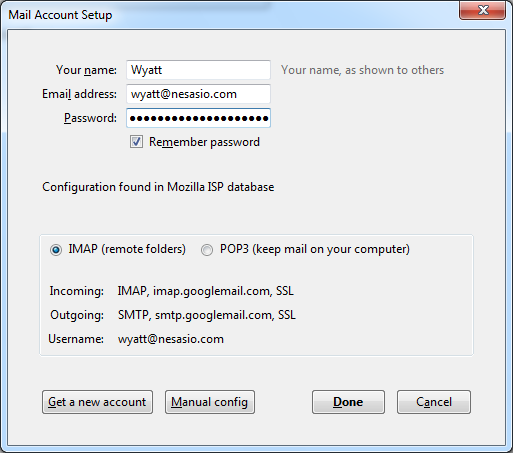 Mail Account Setup
Your name: Wyatt Your name, as shown to others
Email address: wyatt@nesasio.com
Password: ●●●●●●●●●●●●●●●●●●●●
Remember password
Configuration found in Mozilla ISP database
IMAP (remote folders) POP3 (keep mail on your computer)
Incoming: IMAP, imap.googlemail.com, SSL
Outgoing: SMTP, smtp.googlemail.com, SSL
Username: wyatt@nesasio.com
Get a new account Manual config Done Cancel